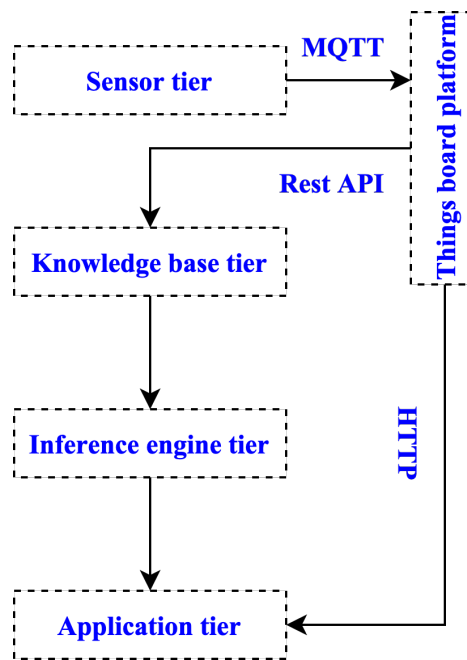 MQTT
Sensor tier
Things board platform
Rest API
Knowledge base tier
HTTP
Inference engine tier
Application tier